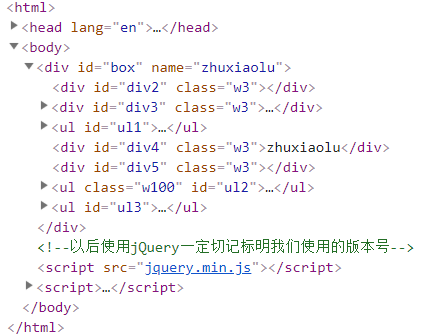 <html>
<head lang="en">…</head>
<body>
<div id="box" name="zhuxiaolu">
<div id="div2" class="w3"></div>
<div id="div3" class="w3">…</div>
<ul id="ul1">…</ul>
<div id="div4" class="w3">zhuxiaolu</div>
<div id="div5" class="w3"></div>
<ul class="w100" id="ul2">…</ul>
<ul id="ul3">…</ul>
</div>
<!--以后使用jQuery一定切记标明我们使用的版本号-->
<script src="jquery.min.js"></script>
<script>…</script>
</body>
</html>